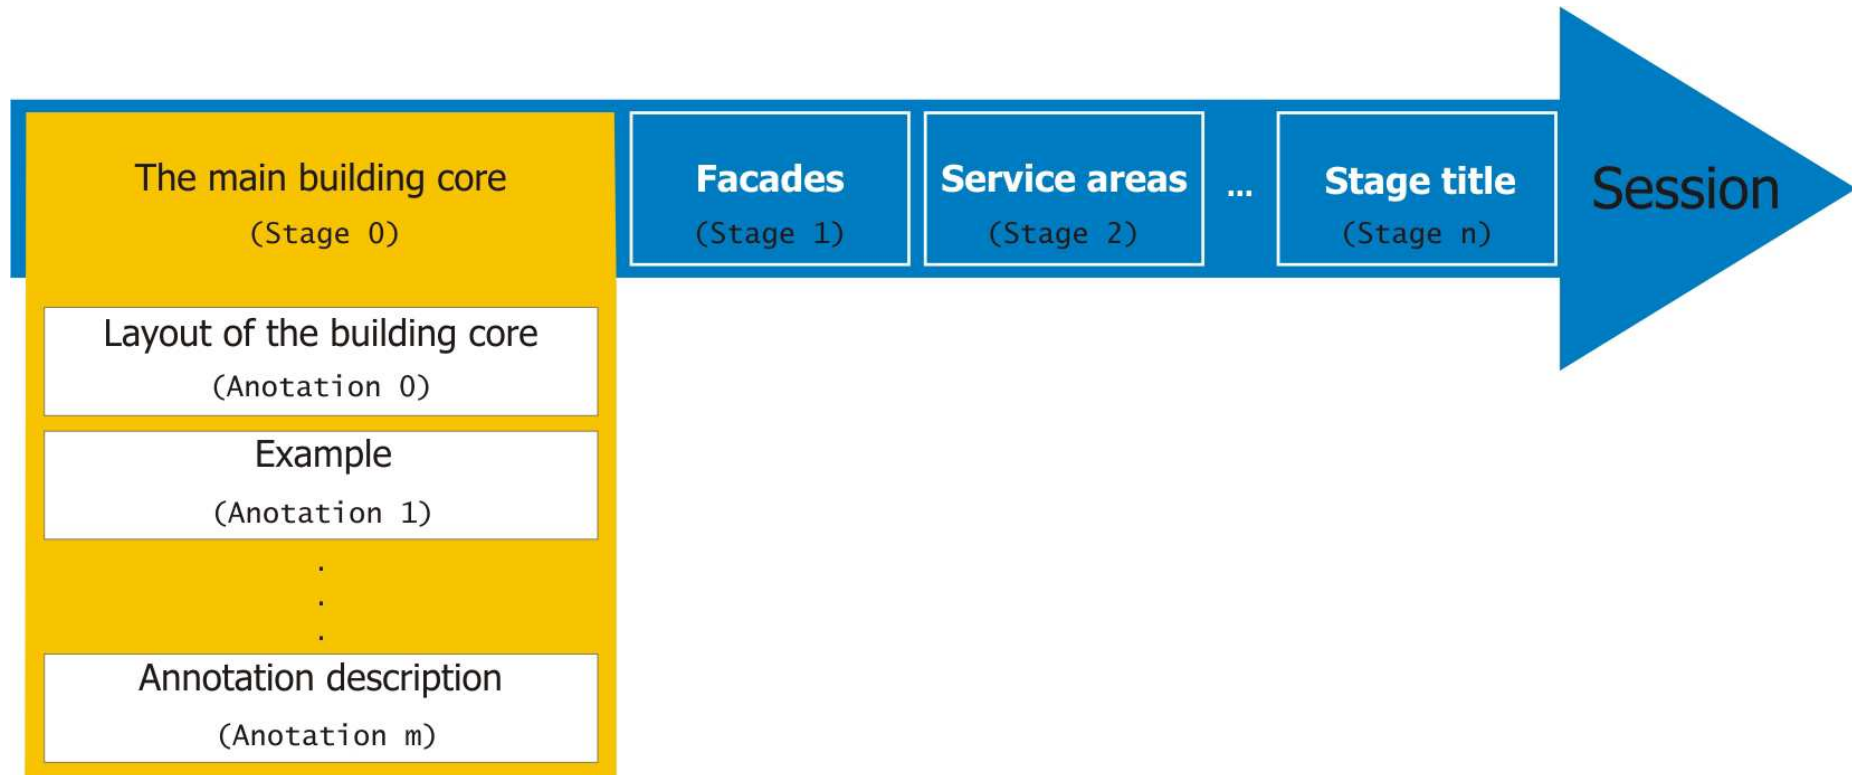 The main building core
(Stage 0)
Facades
(Stage 1)
Service areas
(Stage 2)
...
Stage title
(Stage n)
Session
Layout of the building core
(Anotation 0)
Example
(Anotation 1)
.
.
.
Annotation description
(Anotation m)